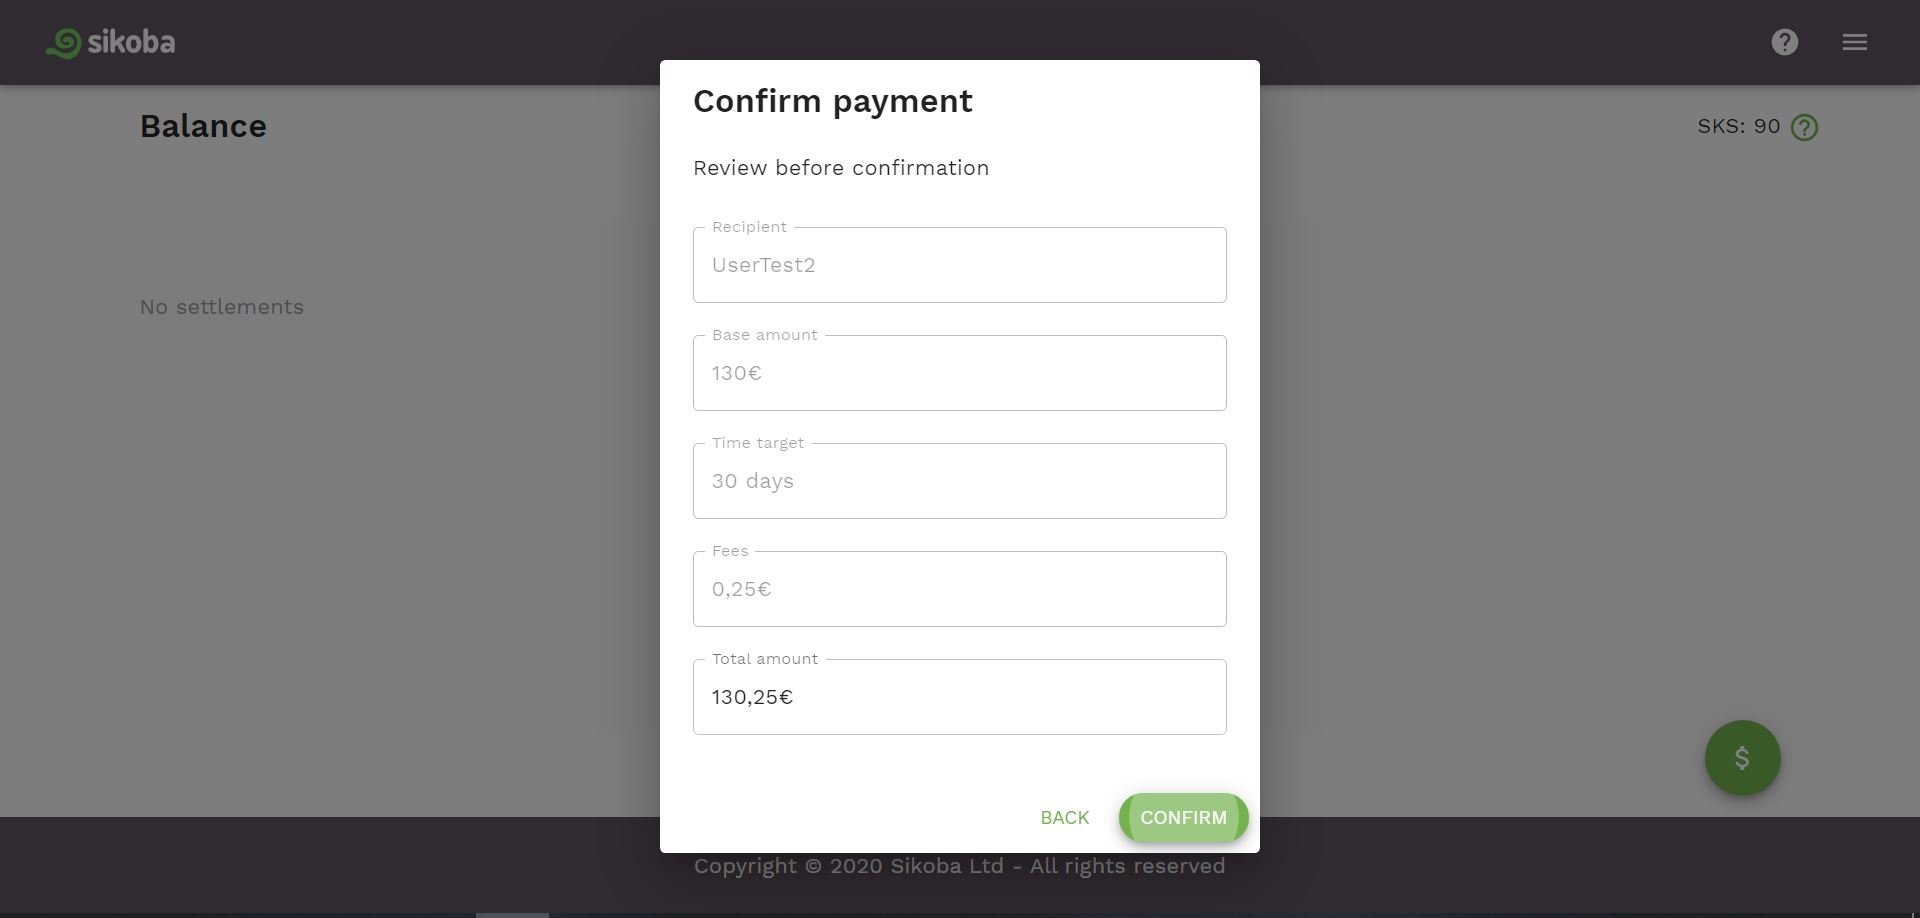 sikoba
Balance
SKS: 90
No settlements
Confirm payment
Review before confirmation
Recipient
UserTest2
Base amount
130€
Time target
30 days
Fees
0,25€
Total amount
130,25€
BACK
CONFIRM
Copyright © 2020 Sikoba Ltd - All rights reserved